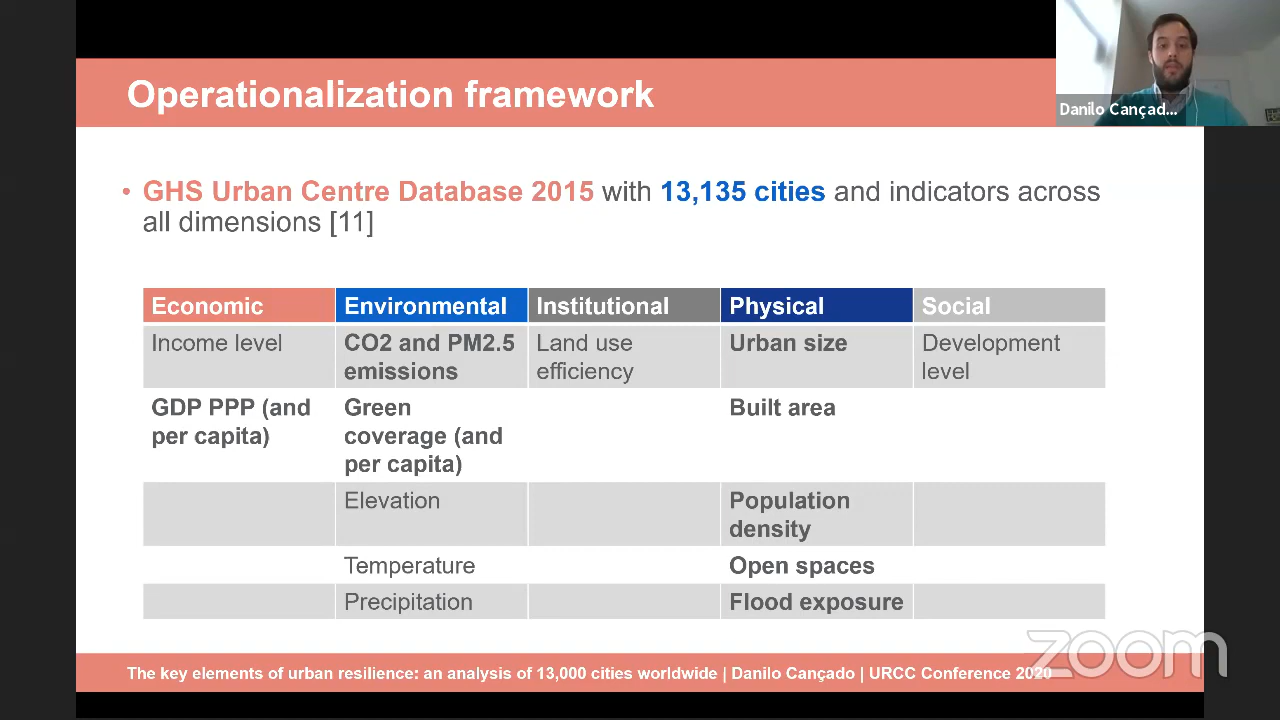 Operationalization framework
Danilo Cançad...
• GHS Urban Centre Database 2015 with 13,135 cities and indicators across
all dimensions [11]
Economic Environmental Institutional Physical Social
Income level CO2 and PM2.5 emissions Land use efficiency Urban size Development level
GDP PPP (and per capita) Green coverage (and per capita) Built area
Elevation Population density
Temperature Open spaces
Precipitation Flood exposure
The key elements of urban resilience: an analysis of 13,000 cities worldwide | Danilo Cançado | URCC Conference 2020
zoom